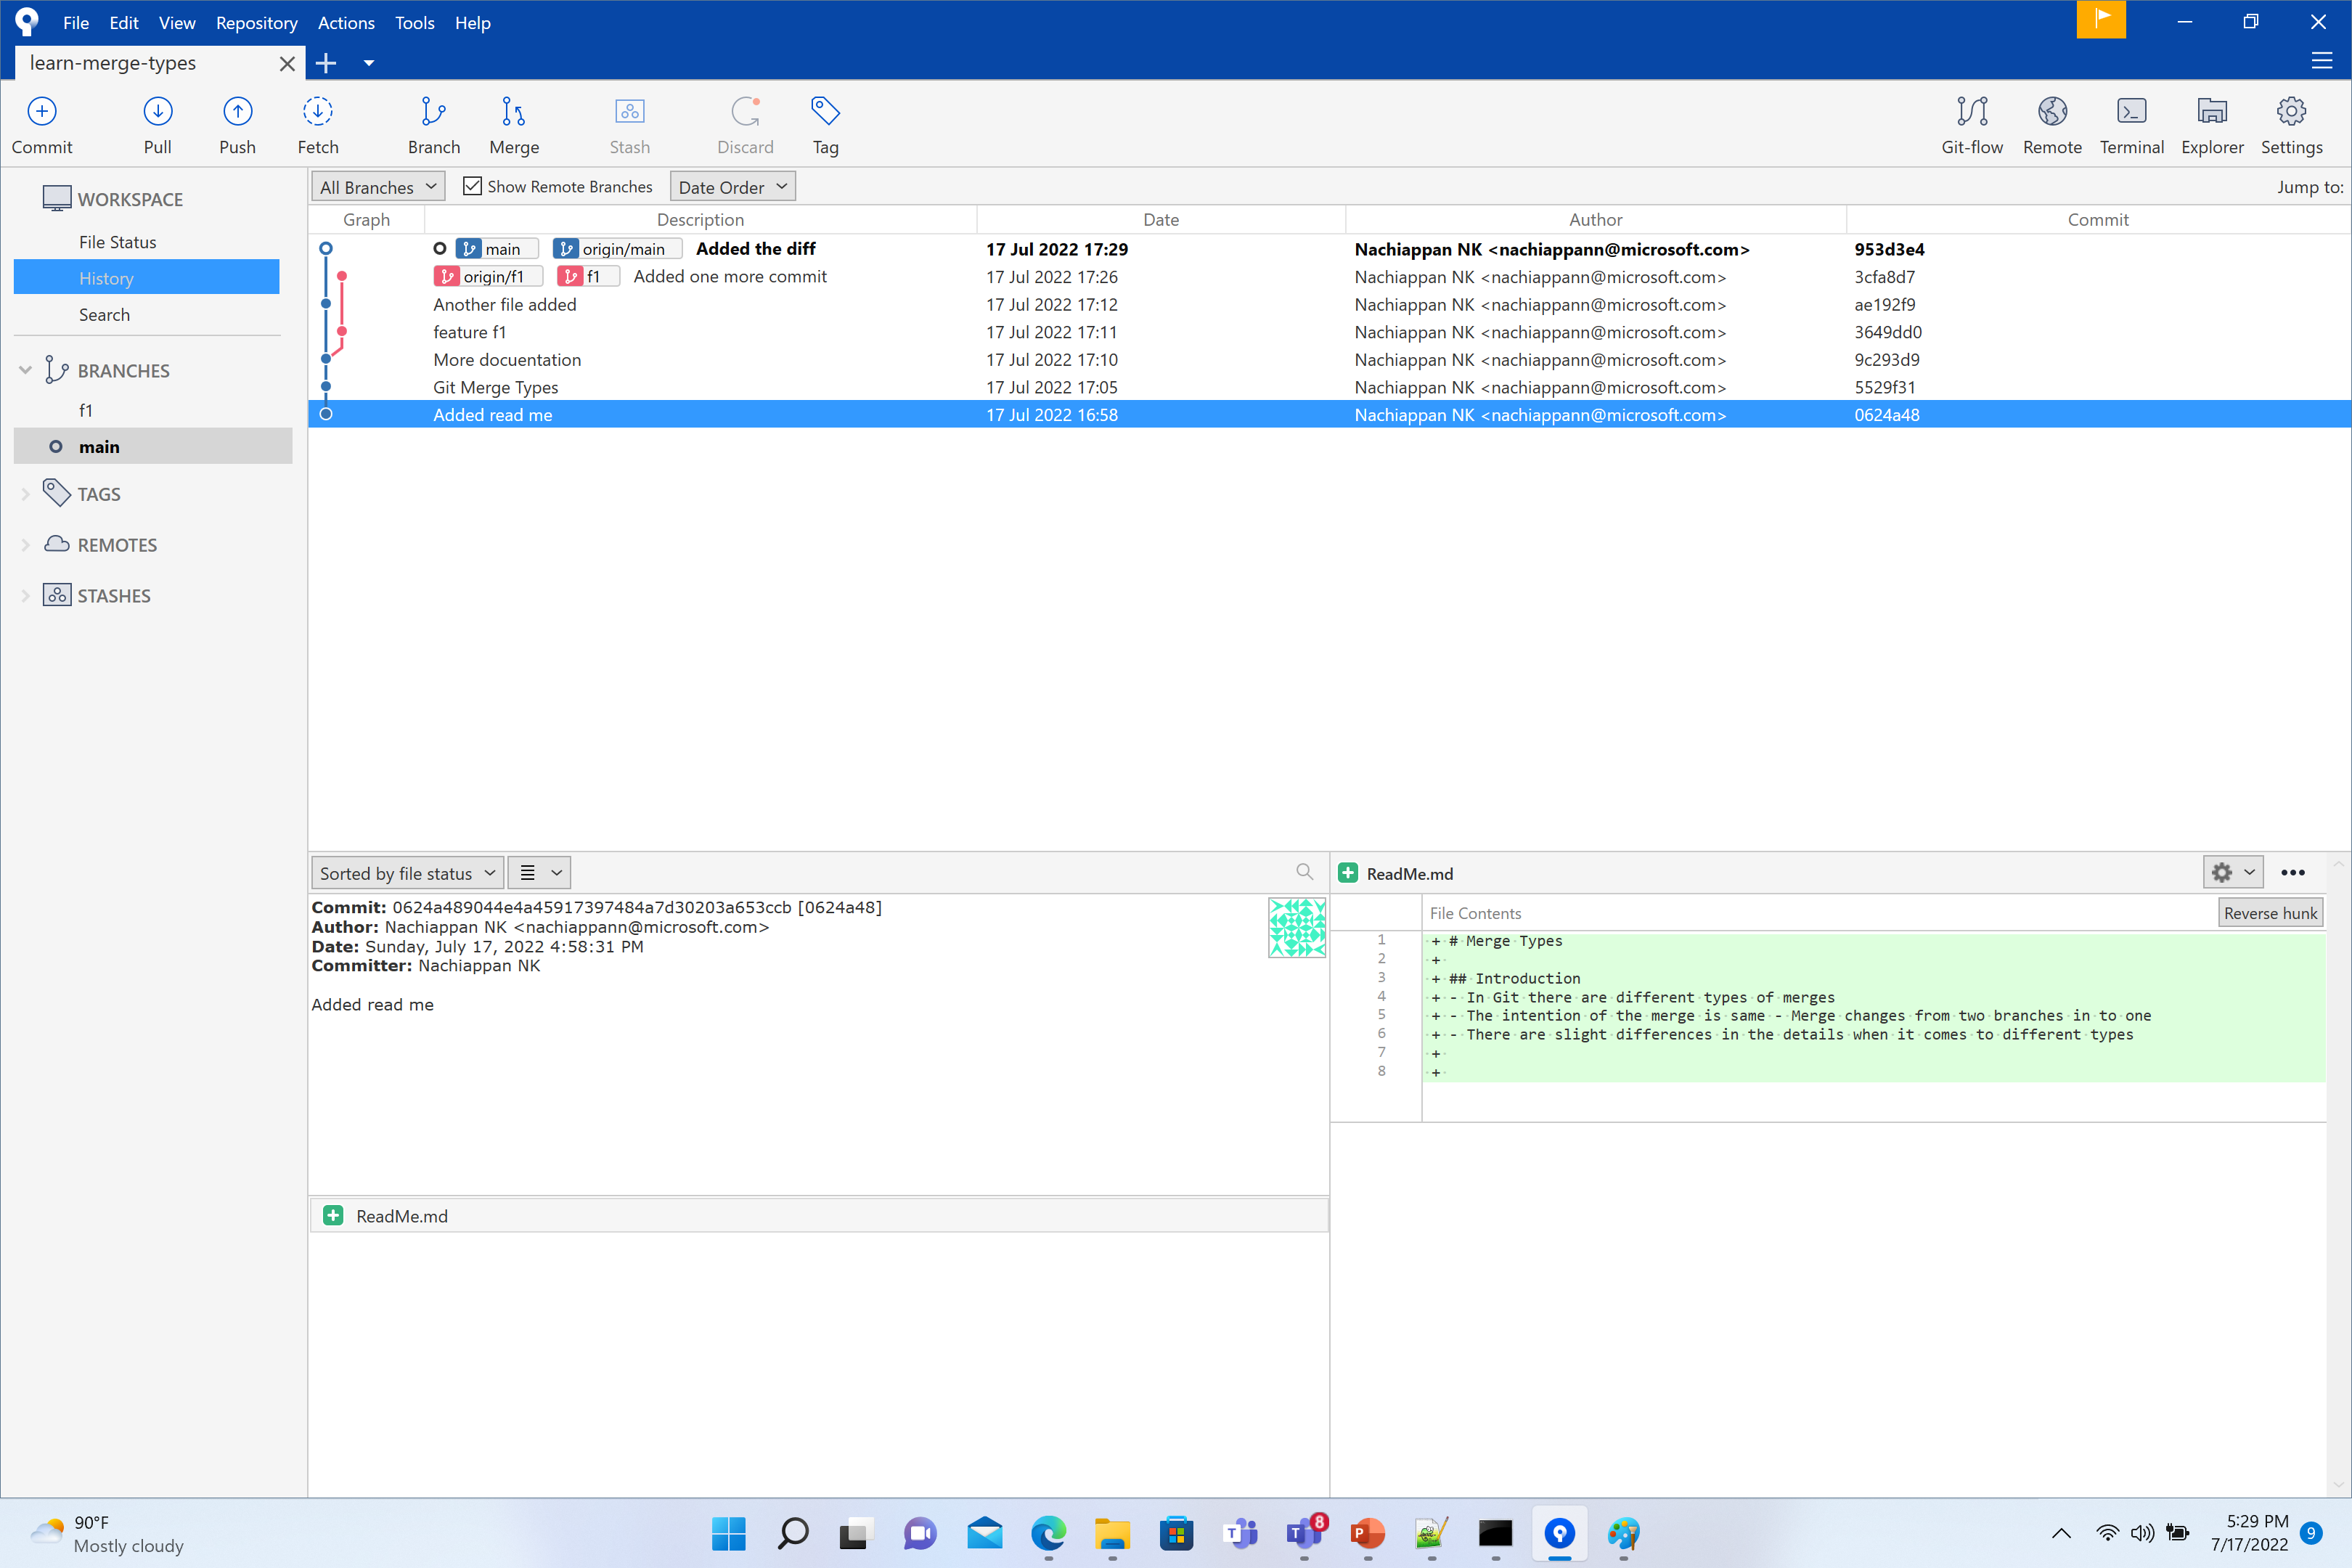 File Edit View Repository Actions Tools Help
learn-merge-types
Commit Pull Push Fetch Branch Merge Stash Discard Tag Git-flow Remote Terminal Explorer Settings
WORKSPACE
File Status
History
Search
BRANCHES
f1
main
TAGS
REMOTES
STASHES
All Branches Show Remote Branches Date Order Jump to:
Graph Description Date Author Commit
main origin/main Added the diff 17 Jul 2022 17:29 Nachiappan NK <nachiappann@microsoft.com> 953d3e4
origin/f1 f1 Added one more commit 17 Jul 2022 17:26 Nachiappan NK <nachiappann@microsoft.com> 3cfa8d7
Another file added 17 Jul 2022 17:12 Nachiappan NK <nachiappann@microsoft.com> ae192f9
feature f1 17 Jul 2022 17:11 Nachiappan NK <nachiappann@microsoft.com> 3649dd0
More docuentation 17 Jul 2022 17:10 Nachiappan NK <nachiappann@microsoft.com> 9c293d9
Git Merge Types 17 Jul 2022 17:05 Nachiappan NK <nachiappann@microsoft.com> 5529f31
Added read me 17 Jul 2022 16:58 Nachiappan NK <nachiappann@microsoft.com> 0624a48
Sorted by file status
Commit: 0624a489044e4a45917397484a7d30203a653ccb [0624a48]
Author: Nachiappan NK <nachiappann@microsoft.com>
Date: Sunday, July 17, 2022 4:58:31 PM
Committer: Nachiappan NK
Added read me
ReadMe.md
ReadMe.md
File Contents Reverse hunk
1 + # Merge Types
2 +
3 + ## Introduction
4 + - In Git there are different types of merges
5 + - The intention of the merge is same - Merge changes from two branches in to one
6 + - There are slight differences in the details when it comes to different types
7 +
8 +
90°F
Mostly cloudy
T
T 8
P
5:29 PM
7/17/2022
9